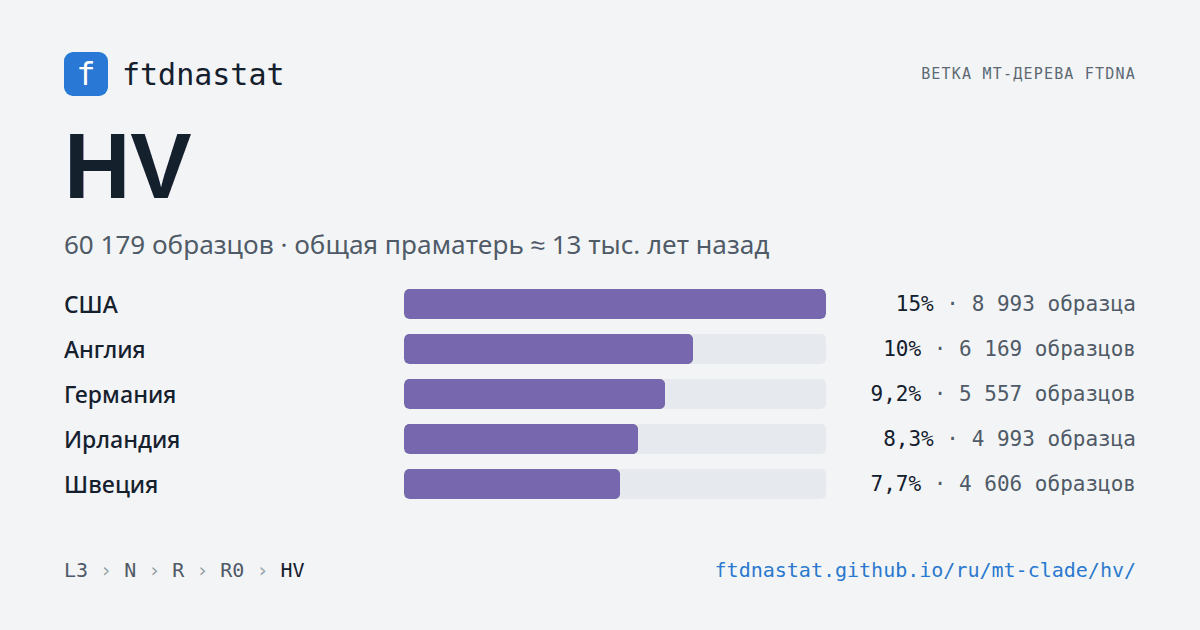 f ftdnastat
ВЕТКА МТ-ДЕРЕВА FTDNA
HV
60 179 образцов · общая праматерь ≈ 13 тыс. лет назад
США 15% · 8 993 образца
Англия 10% · 6 169 образцов
Германия 9,2% · 5 557 образцов
Ирландия 8,3% · 4 993 образца
Швеция 7,7% · 4 606 образцов
L3 › N › R › R0 › HV
ftdnastat.github.io/ru/mt-clade/hv/